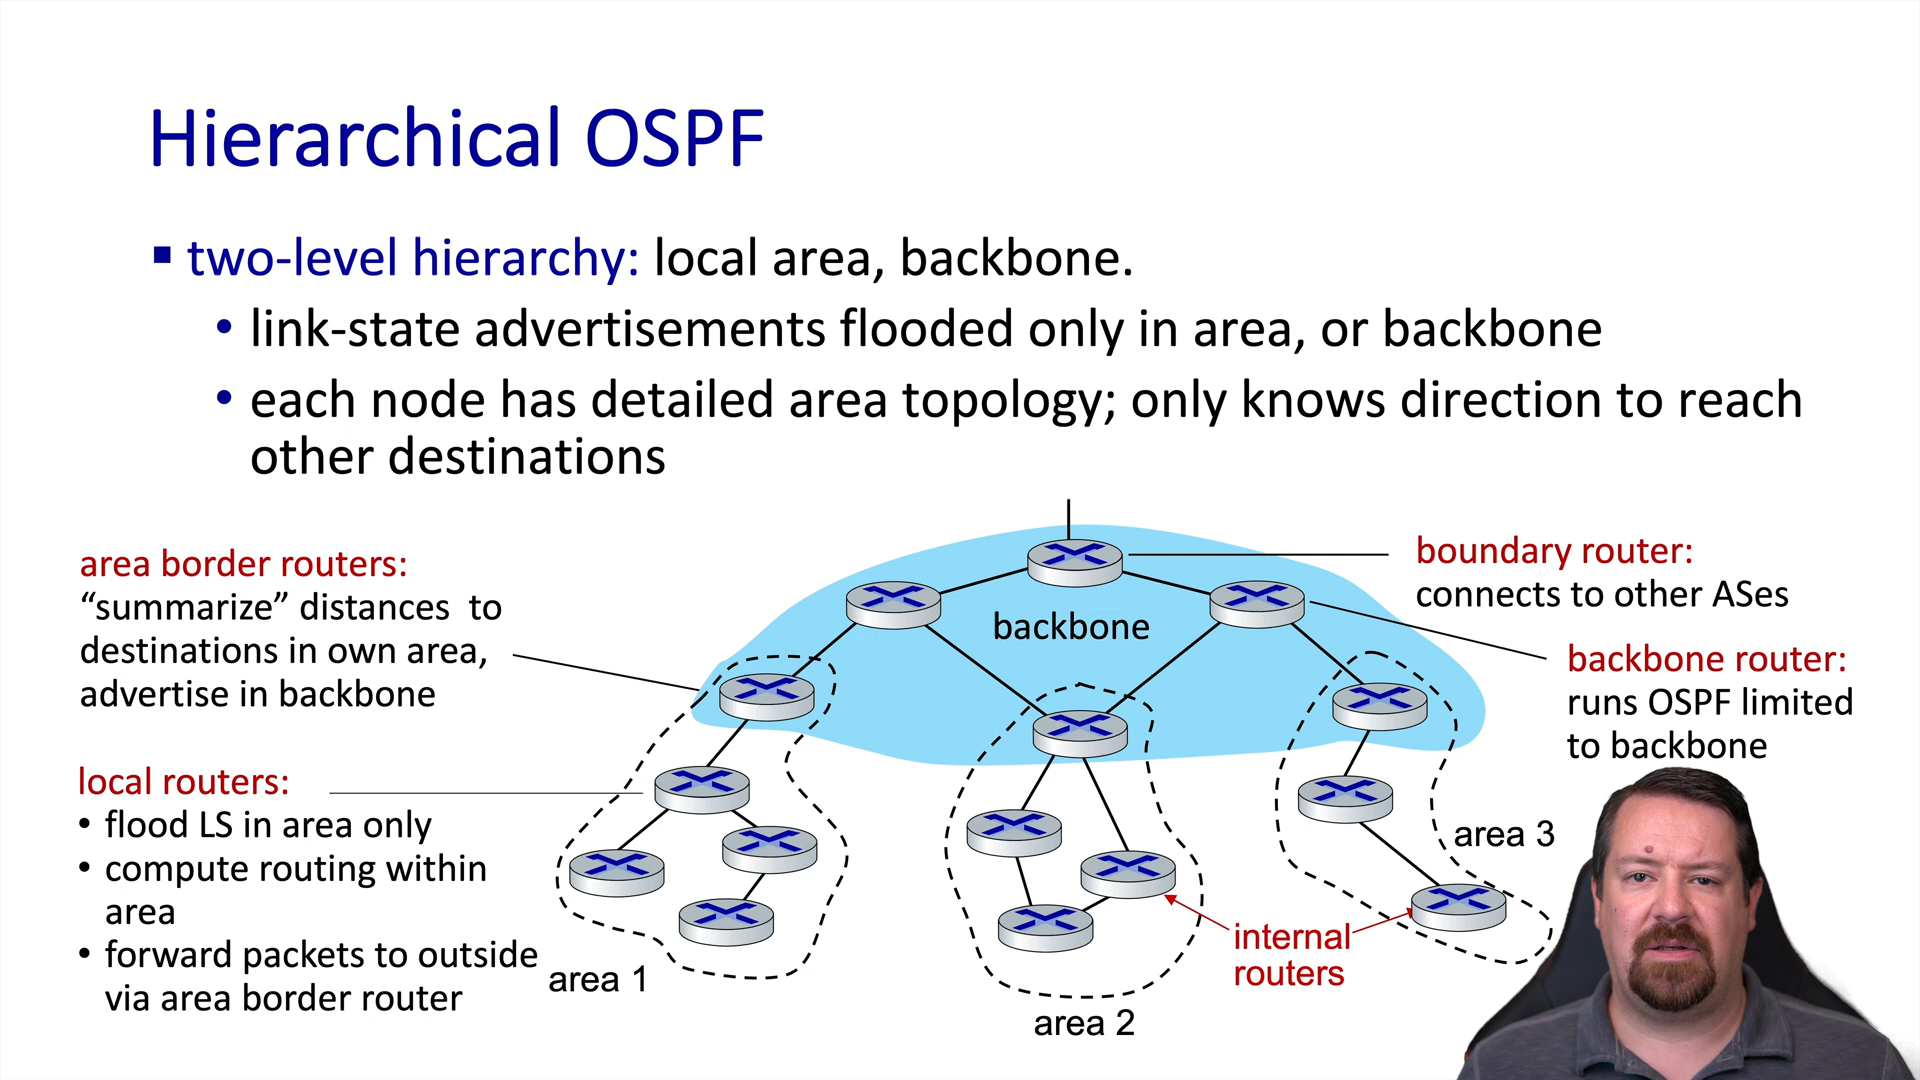 Hierarchical OSPF
▪ two-level hierarchy: local area, backbone.
• link-state advertisements flooded only in area, or backbone
• each node has detailed area topology; only knows direction to reach
other destinations
area border routers:
“summarize” distances to
destinations in own area,
advertise in backbone
local routers:
• flood LS in area only
• compute routing within
area
• forward packets to outside
via area border router
backbone
boundary router:
connects to other ASes
backbone router:
runs OSPF limited
to backbone
area 3
internal
routers
area 1
area 2